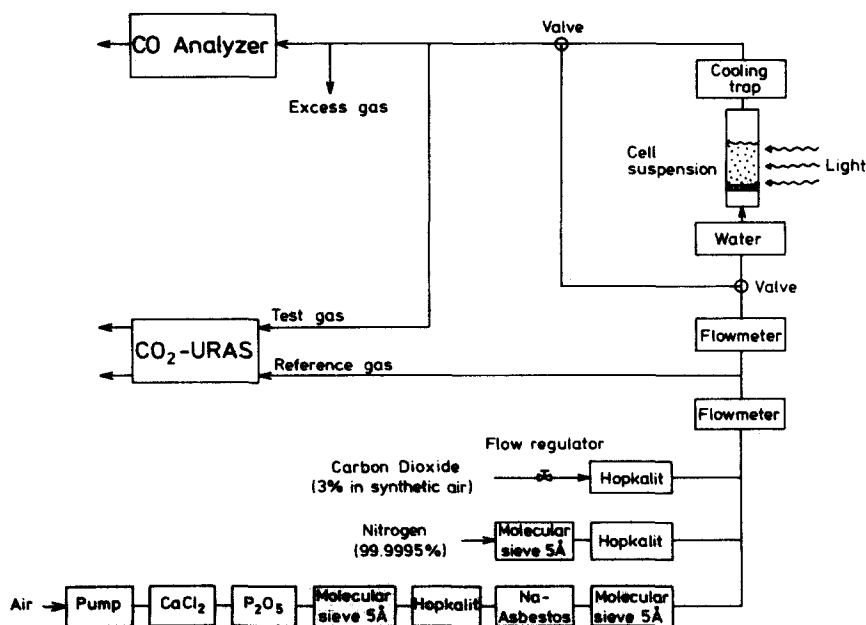 Valve
CO Analyzer
Excess gas
Cooling
trap
Cell
suspension
Light
Water
Valve
Test gas
CO₂-URAS
Flowmeter
Reference gas
Flowmeter
Flow regulator
Carbon Dioxide
(3% in synthetic air)
Hopkalit
Nitrogen
(99.9995%)
Molecular
sieve 5Å
Hopkalit
Air
Pump
CaCl₂
P₂O₅
Molecular
sieve 5Å
Hopkalit
Na-
Asbestos
Molecular
sieve 5Å